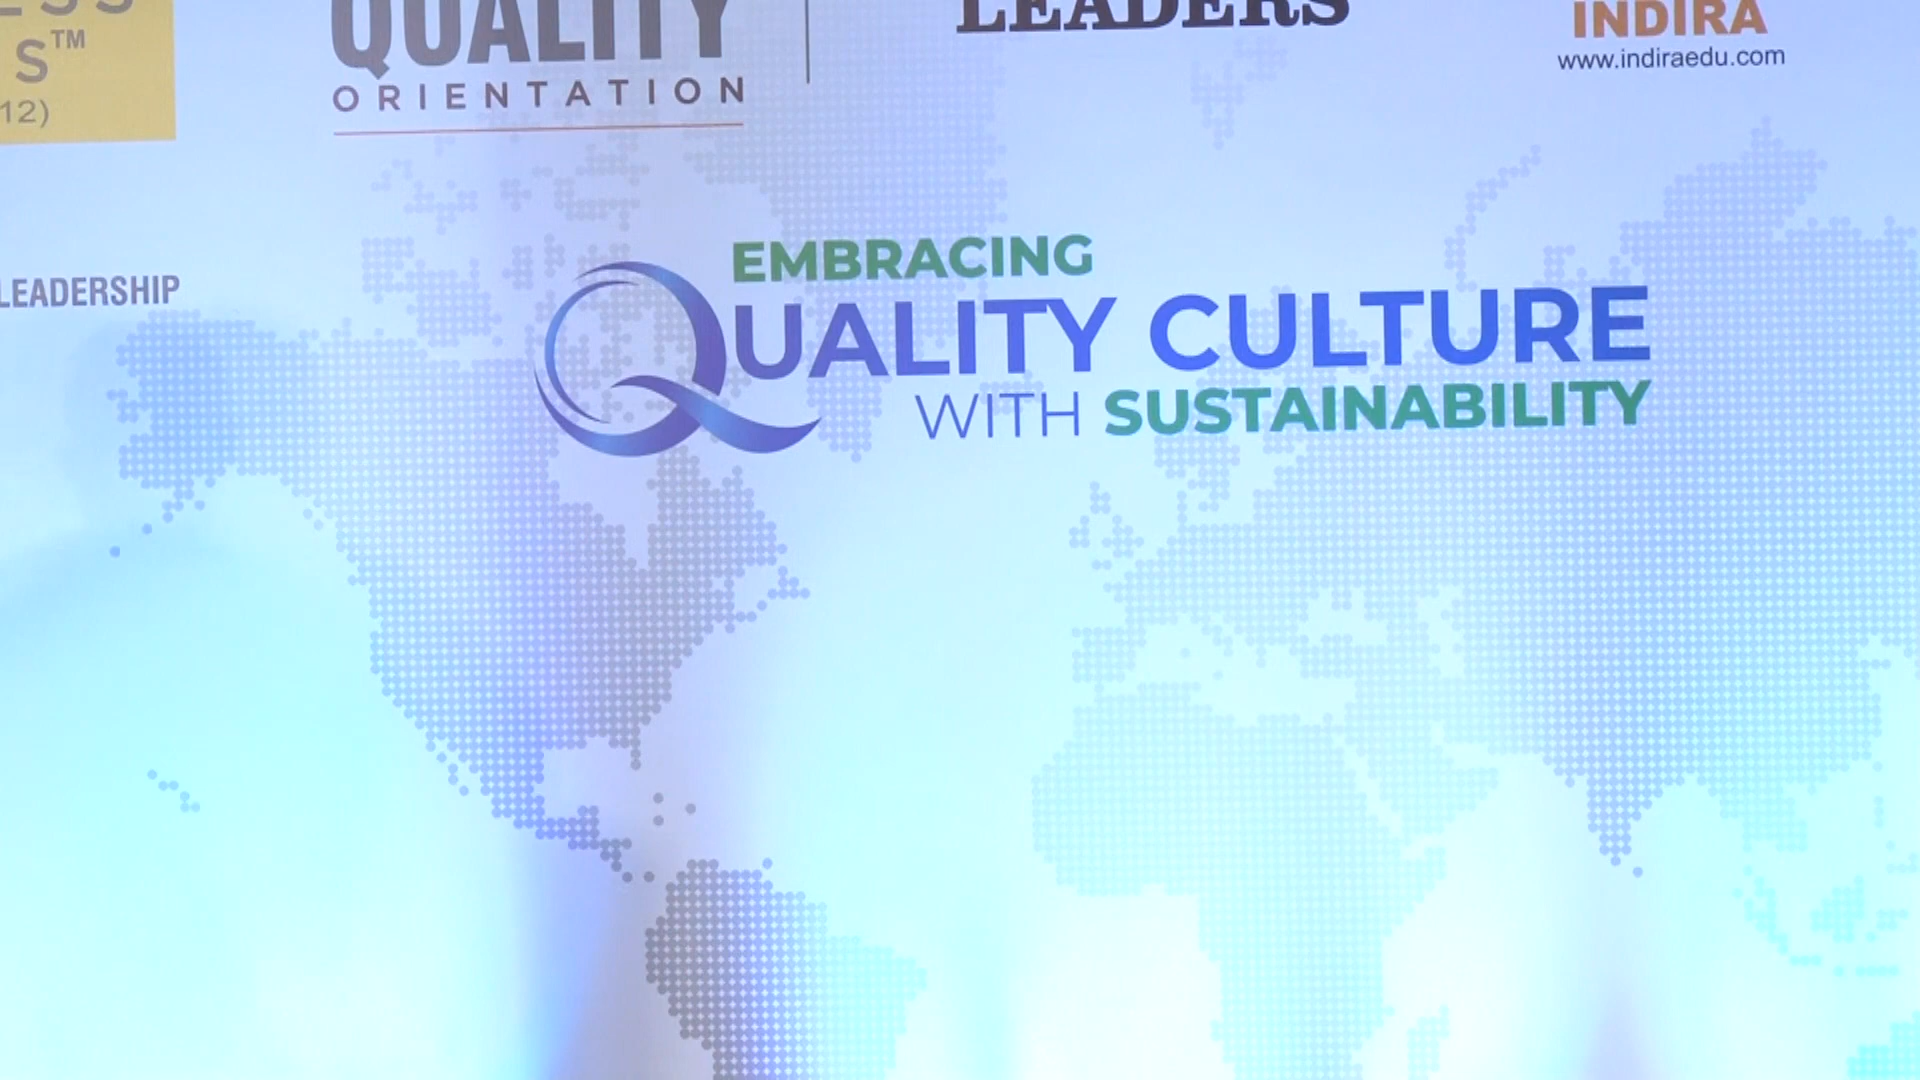 S™
12)
QUALITY
ORIENTATION
LEADERS
INDIRA
www.indiraedu.com
LEADERSHIP
EMBRACING
QUALITY CULTURE
WITH SUSTAINABILITY